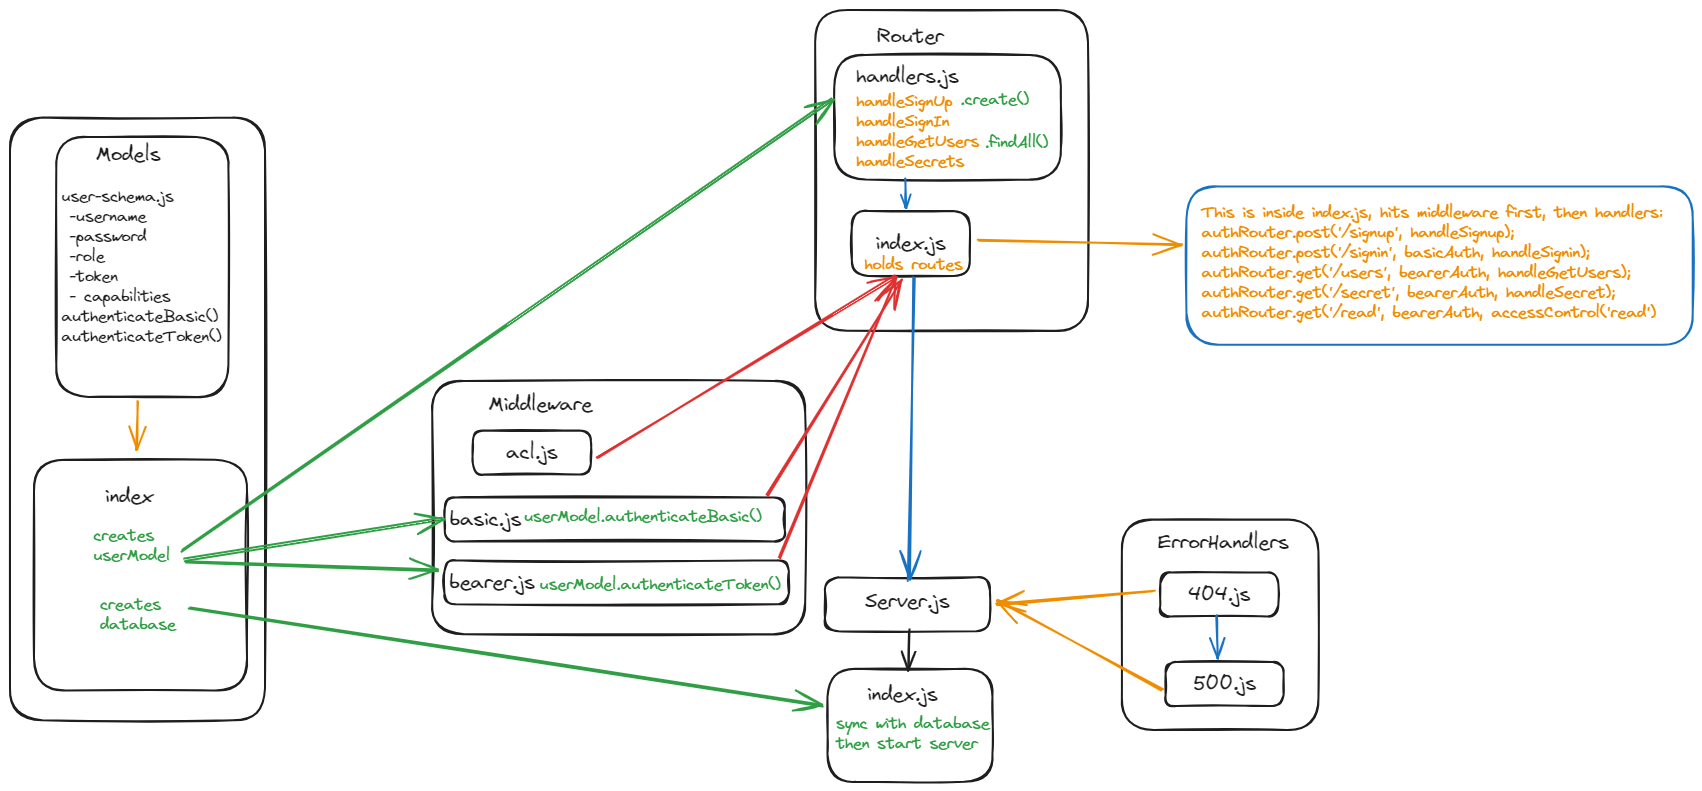 Models
user-schema.js
-username
-password
-role
-token
- capabilities
authenticateBasic()
authenticateToken()
index
creates
userModel
creates
database
Middleware
acl.js
basic.js userModel.authenticateBasic()
bearer.js userModel.authenticateToken()
Router
handlers.js
handleSignUp .create()
handleSignIn
handleGetUsers .findAll()
handleSecrets
index.js
holds routes
This is inside index.js, hits middleware first, then handlers:
authRouter.post('/signup', handleSignup);
authRouter.post('/signin', basicAuth, handleSignin);
authRouter.get('/users', bearerAuth, handleGetUsers);
authRouter.get('/secret', bearerAuth, handleSecret);
authRouter.get('/read', bearerAuth, accessControl('read')
Server.js
index.js
sync with database
then start server
ErrorHandlers
404.js
500.js